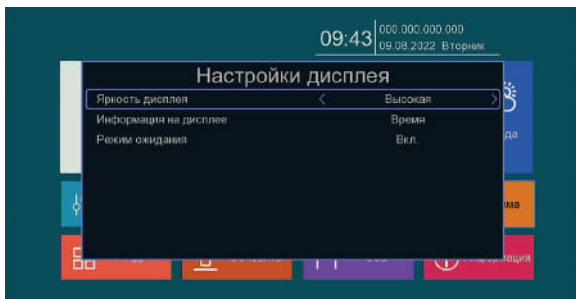 09:43
000.000.000.000
09.08.2022 Вторник
Настройки дисплея
Яркость дисплея < Высокая >
Информация на дисплее Время
Режим ожидания Вкл.